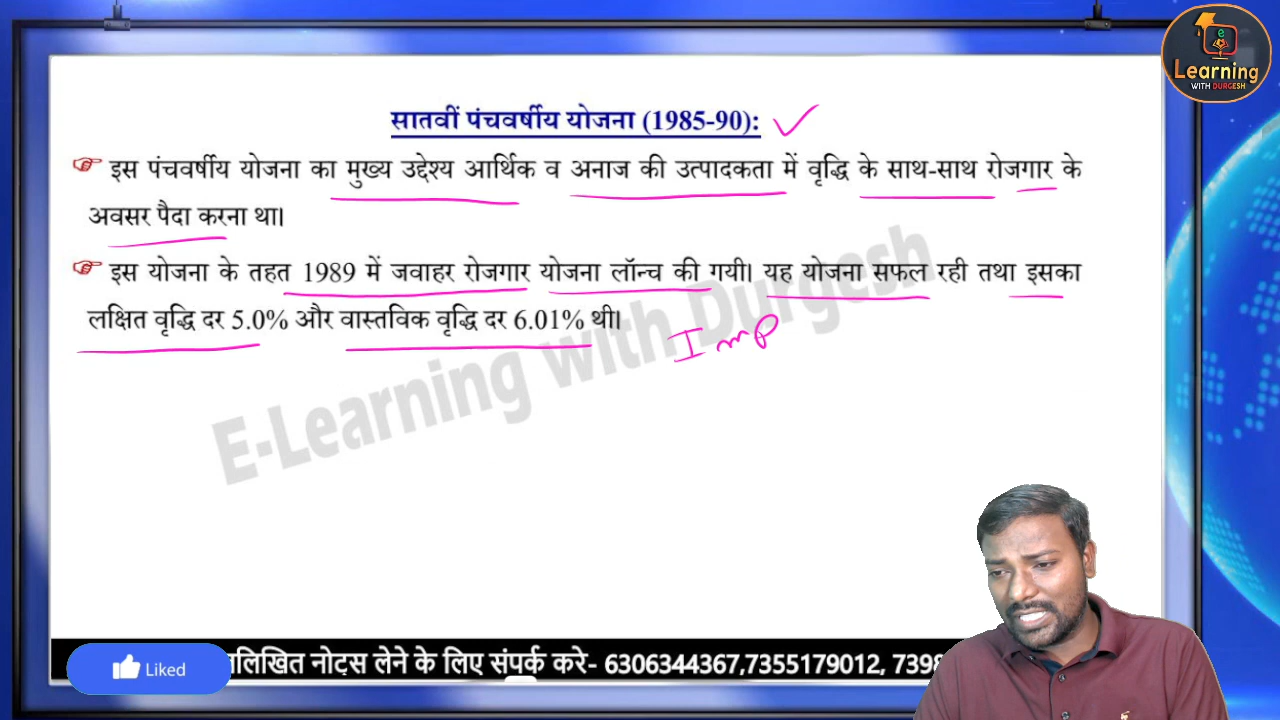 e
Learning
WITH DURGESH
सातवीं पंचवर्षीय योजना (1985-90):
इस पंचवर्षीय योजना का मुख्य उद्देश्य आर्थिक व अनाज की उत्पादकता में वृद्धि के साथ-साथ रोजगार के
अवसर पैदा करना था।
इस योजना के तहत 1989 में जवाहर रोजगार योजना लॉन्च की गयी। यह योजना सफल रही तथा इसका
लक्षित वृद्धि दर 5.0% और वास्तविक वृद्धि दर 6.01% थी।
Imp
E-Learning with Durgesh
Liked
लिखित नोट्स लेने के लिए संपर्क करे- 6306344367,7355179012, 7398